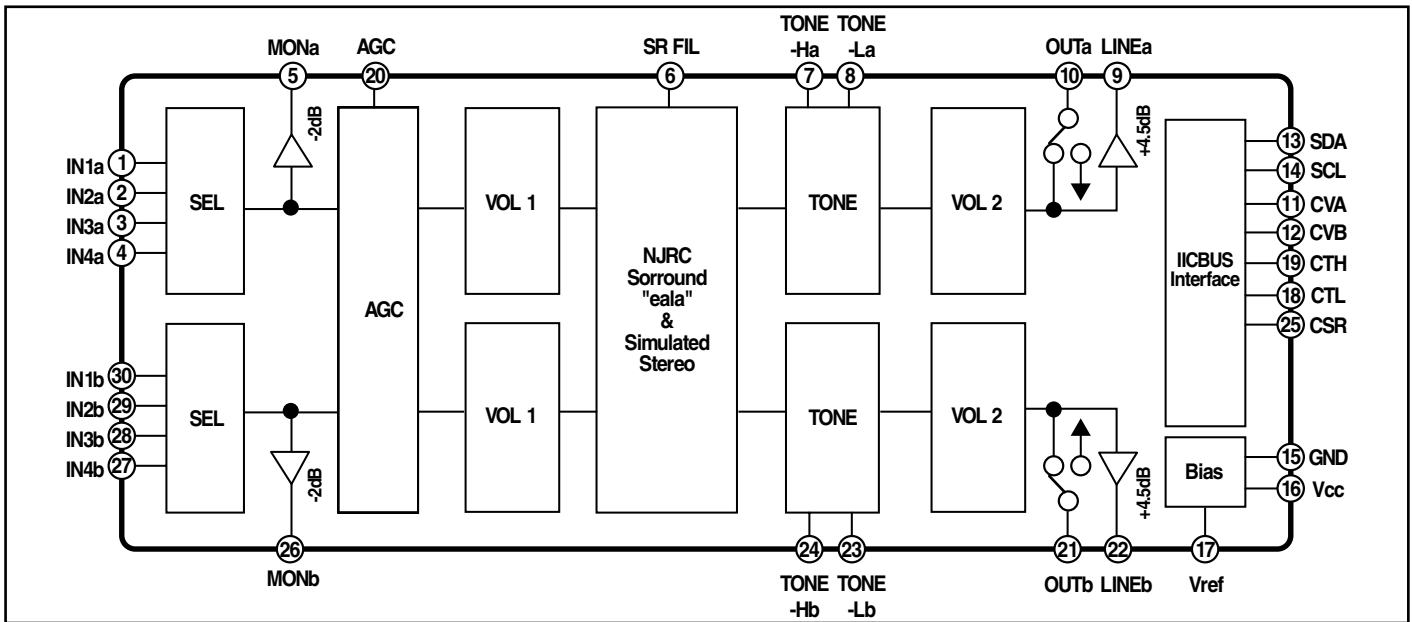 TONE TONE
MONa AGC SR FIL -Ha -La OUTa LINEa
5 20 6 7 8 10 9
-2dB +4.5dB
13 SDA
IN1a 1
14 SCL
IN2a 2
SEL VOL 1 TONE VOL 2
11 CVA
IN3a 3
12 CVB
IN4a 4
NJRC
Sorround
"eala"
&
Simulated
Stereo
IICBUS
Interface
19 CTH
AGC
18 CTL
25 CSR
IN1b 30
IN2b 29
SEL VOL 1 TONE VOL 2
IN3b 28
IN4b 27
-2dB +4.5dB
Bias
15 GND
16 Vcc
26 24 23 21 22 17
MONb TONE TONE OUTb LINEb Vref
-Hb -Lb